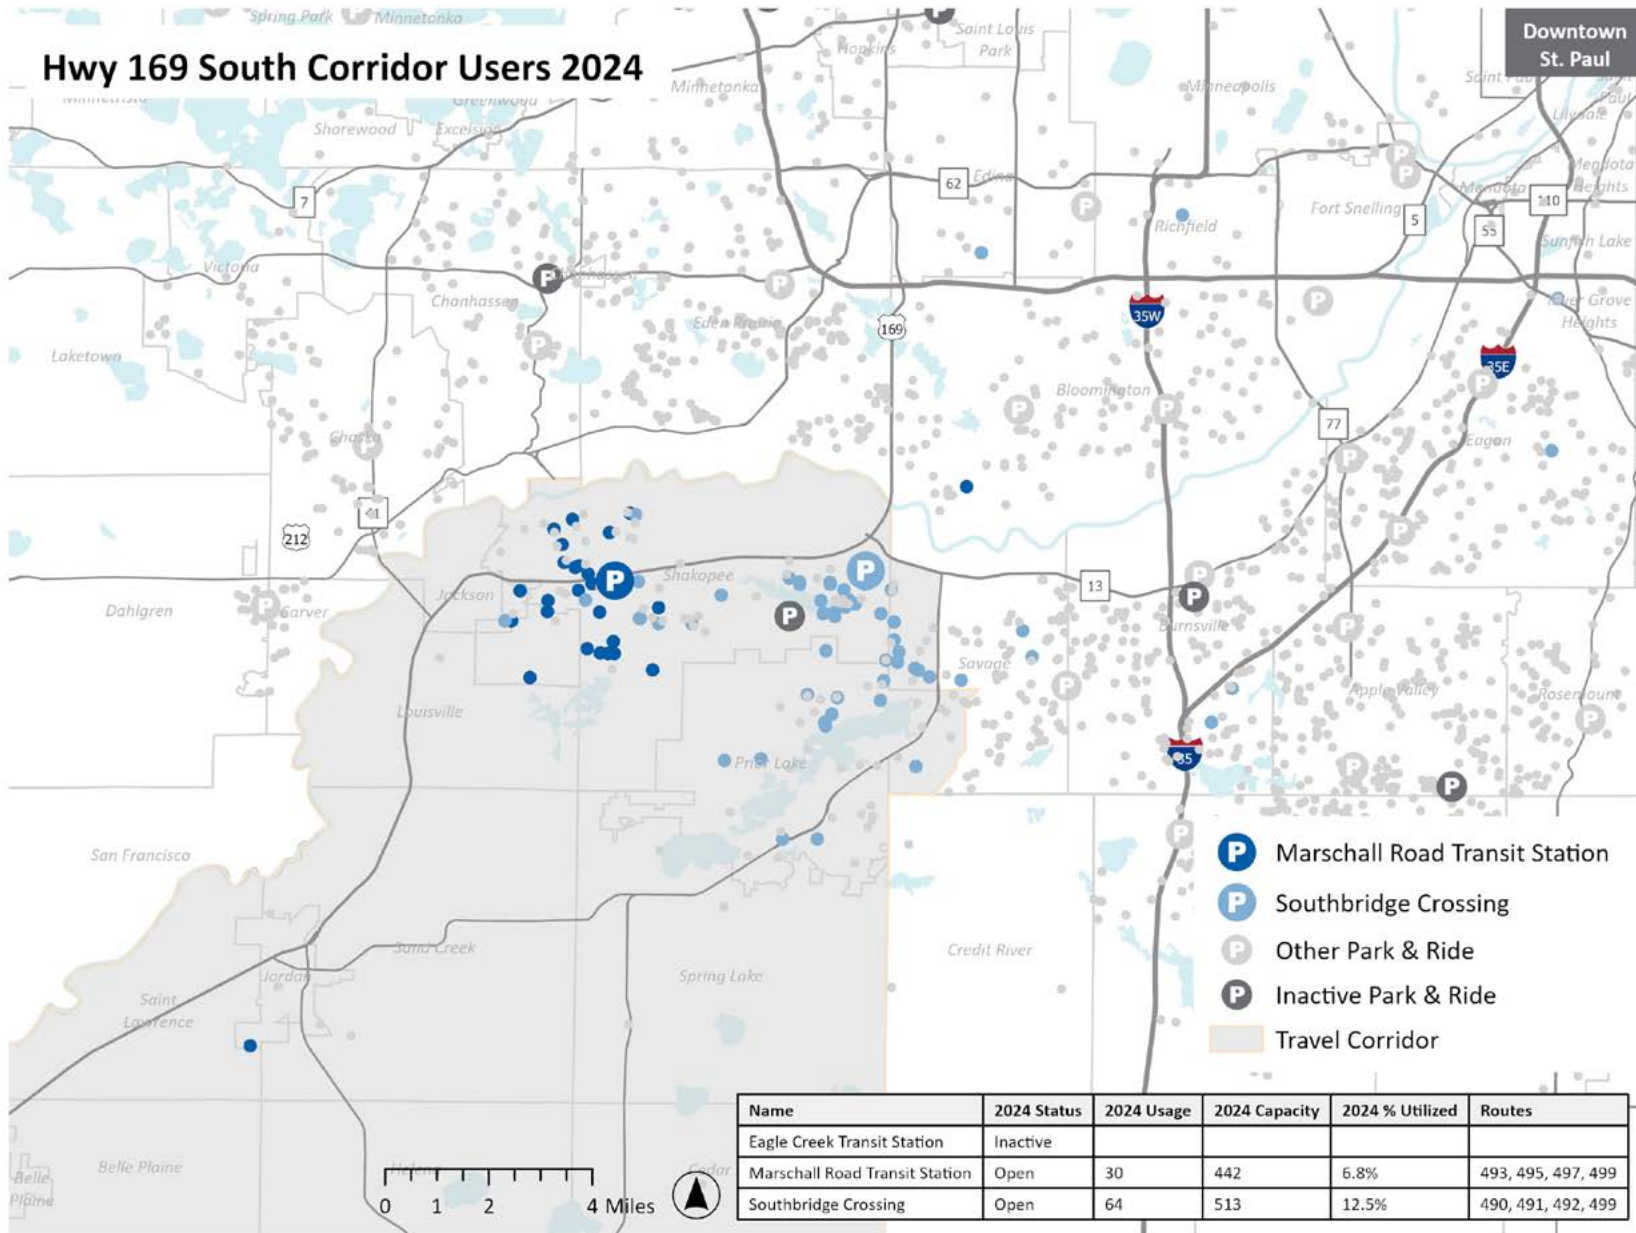 Spring Park
Minnetonka
Hopkins
Saint Louis
Park
Downtown
St. Paul
Hwy 169 South Corridor Users 2024
Minnetonka
Minneapolis
Minnetrista
Greenwood
Shorewood
Excelsior
Lilydale
Mendota
Heights
Mendota
62
Edina
7
110
Fort Snelling
5
55
Richfield
Sunfish Lake
Victoria
Chanhassen
Chanhassen
Inver Grove
Heights
35W
169
Eden Prairie
Laketown
35E
Bloomington
77
Eagan
Chaska
41
212
Shakopee
13
Jackson
Dahlgren
Carver
Burnsville
Savage
Apple Valley
Rosemount
Louisville
35
Prior Lake
San Francisco
P Marschall Road Transit Station
P Southbridge Crossing
P Other Park & Ride
P Inactive Park & Ride
Travel Corridor
Sand Creek
Credit River
Spring Lake
Jordan
Saint
Lawrence
Belle Plaine
Belle
Plaine
Helena
Cedar
0 1 2 4 Miles
Name 2024 Status 2024 Usage 2024 Capacity 2024 % Utilized Routes
Eagle Creek Transit Station Inactive
Marschall Road Transit Station Open 30 442 6.8% 493, 495, 497, 499
Southbridge Crossing Open 64 513 12.5% 490, 491, 492, 499